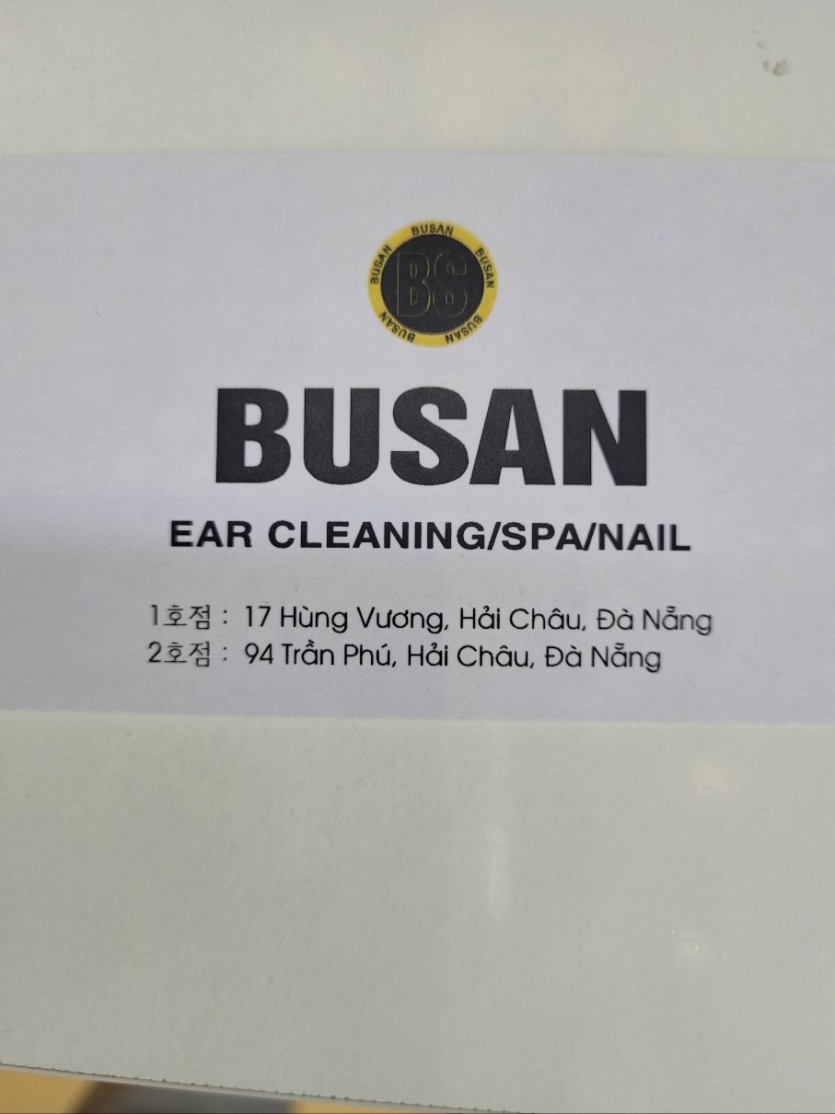 BUSAN
BUSAN
BUSAN
BUSAN
BUSAN
BS
BUSAN
EAR CLEANING/SPA/NAIL
1호점 : 17 Hùng Vương, Hải Châu, Đà Nẵng
2호점 : 94 Trần Phú, Hải Châu, Đà Nẵng